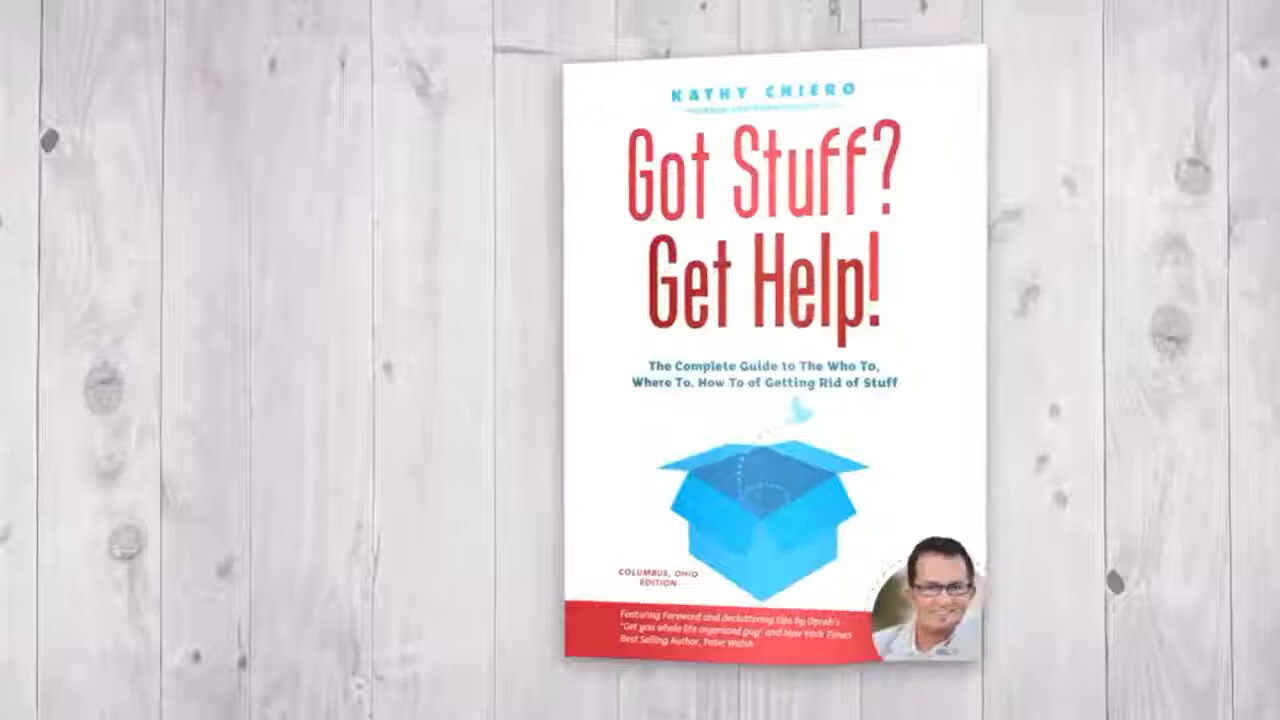 KATHY CHIERO
Got Stuff?
Get Help!
The Complete Guide to The Who To,
Where To, How To of Getting Rid of Stuff
COLUMBUS, OHIO
EDITION
Featuring Foreword and decluttering tips by Oprah's
"Get you whole life organized guy" and New York Times
Best Selling Author, Peter Walsh